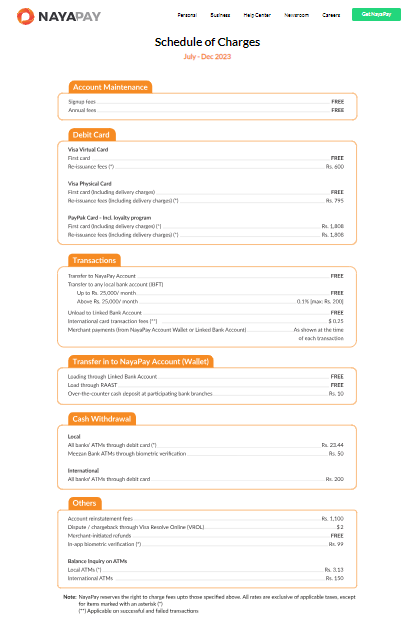 NAYAPAY
Personal Business Help Center Newsroom Careers Get NayaPay
Schedule of Charges
July - Dec 2023
Account Maintenance
Signup fees FREE
Annual fees FREE
Debit Card
Visa Virtual Card
First card FREE
Re-issuance fees (*) Rs. 600
Visa Physical Card
First card (Including delivery charges) FREE
Re-issuance fees (Including delivery charges) (*) Rs. 795
PayPak Card - Incl. loyalty program
First card (Including delivery charges) (*) Rs. 1,808
Re-issuance fees (Including delivery charges) (*) Rs. 1,808
Transactions
Transfer to NayaPay Account FREE
Transfer to any local bank account (IBFT)
Up to Rs. 25,000/ month FREE
Above Rs. 25,000/ month 0.1% [max: Rs. 200]
Unload to Linked Bank Account FREE
International card transaction fees (**) $ 0.25
Merchant payments (from NayaPay Account Wallet or Linked Bank Account) As shown at the time
of each transaction
Transfer in to NayaPay Account (Wallet)
Loading through Linked Bank Account FREE
Load through RAAST FREE
Over-the-counter cash deposit at participating bank branches Rs. 10
Cash Withdrawal
Local
All banks' ATMs through debit card (*) Rs. 23.44
Meezan Bank ATMs through biometric verification Rs. 50
International
All banks' ATMs through debit card Rs. 200
Others
Account reinstatement fees Rs. 1,100
Dispute / chargeback through Visa Resolve Online (VROL) $ 2
Merchant-initiated refunds FREE
In-app biometric verification (*) Rs. 99
Balance Inquiry on ATMs
Local ATMs (*) Rs. 3.13
International ATMs Rs. 150
Note: NayaPay reserves the right to charge fees upto those specified above. All rates are exclusive of applicable taxes, except
for items marked with an asterisk (*)
(**) Applicable on successful and failed transactions